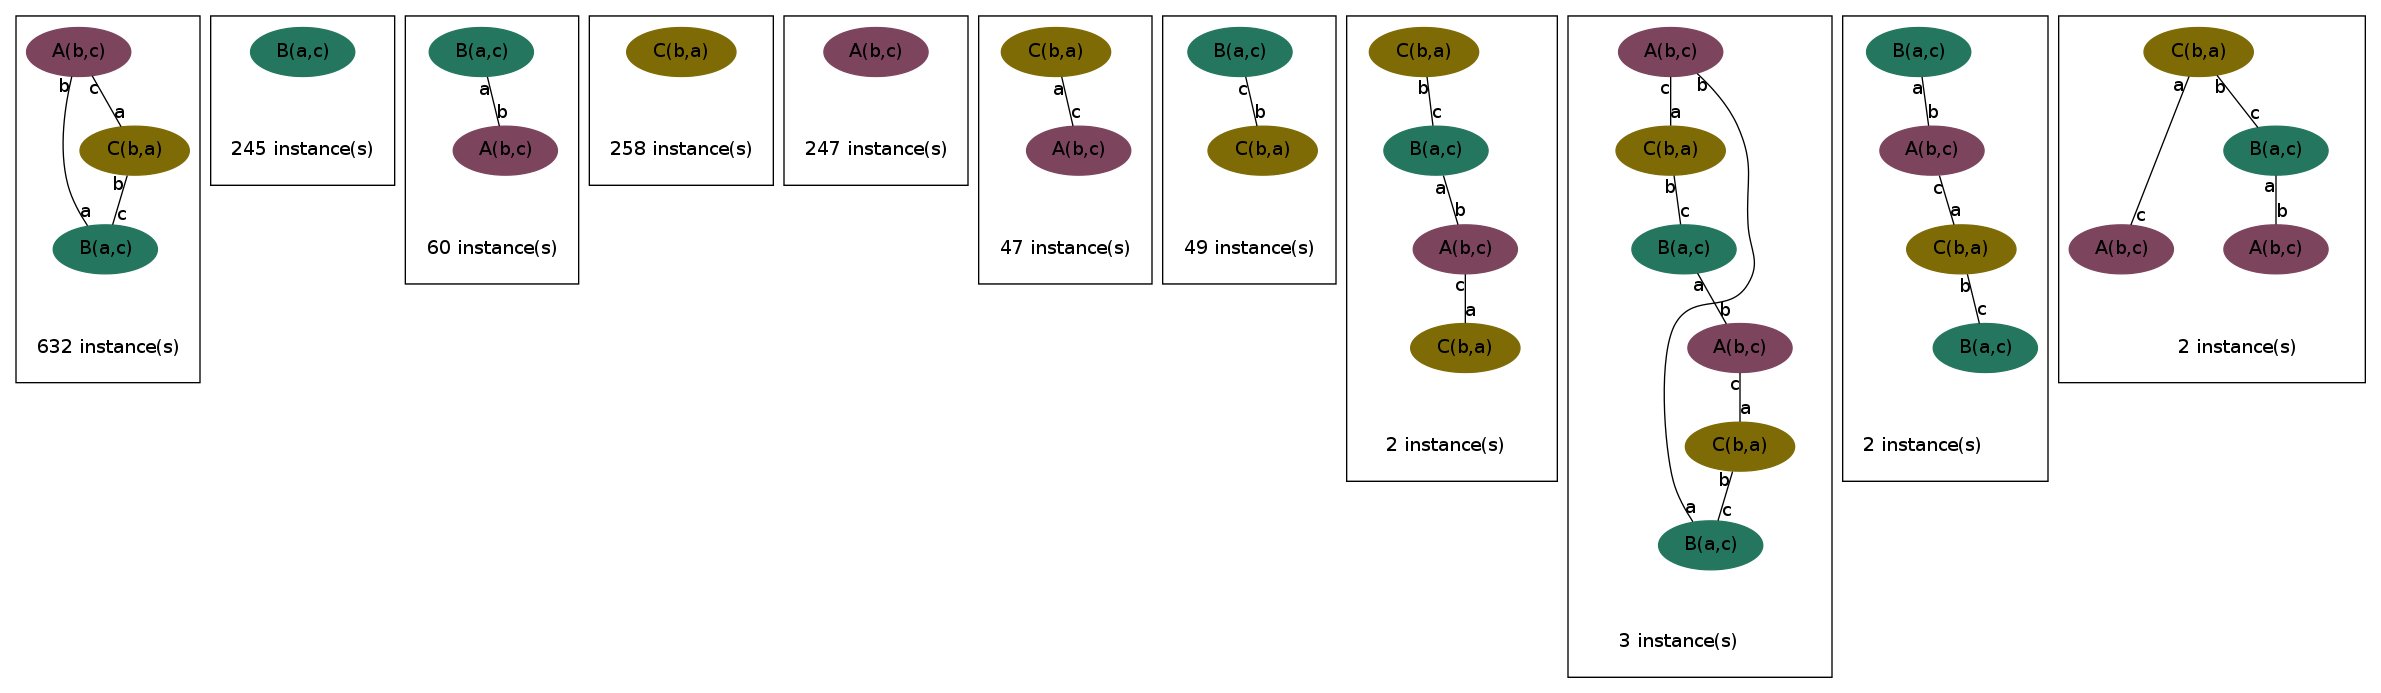 A(b,c)
b
c
a
C(b,a)
b
a
c
B(a,c)
632 instance(s)
B(a,c)
245 instance(s)
B(a,c)
a
b
A(b,c)
60 instance(s)
C(b,a)
258 instance(s)
A(b,c)
247 instance(s)
C(b,a)
a
c
A(b,c)
47 instance(s)
B(a,c)
c
b
C(b,a)
49 instance(s)
C(b,a)
b
c
B(a,c)
a
b
A(b,c)
c
a
C(b,a)
2 instance(s)
A(b,c)
c
b
a
C(b,a)
b
c
B(a,c)
a
b
A(b,c)
c
a
C(b,a)
b
a
c
B(a,c)
3 instance(s)
B(a,c)
a
b
A(b,c)
c
a
C(b,a)
b
c
B(a,c)
2 instance(s)
C(b,a)
a
b
c
B(a,c)
a
c
b
A(b,c)
A(b,c)
2 instance(s)